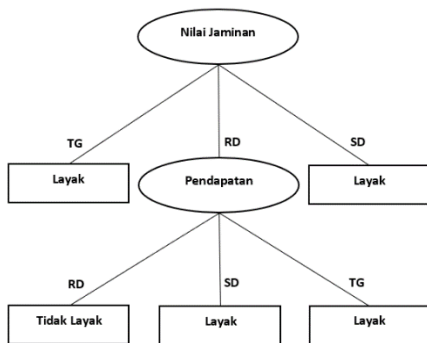 Nilai Jaminan
TG
RD
SD
Layak
Pendapatan
Layak
RD
SD
TG
Tidak Layak
Layak
Layak